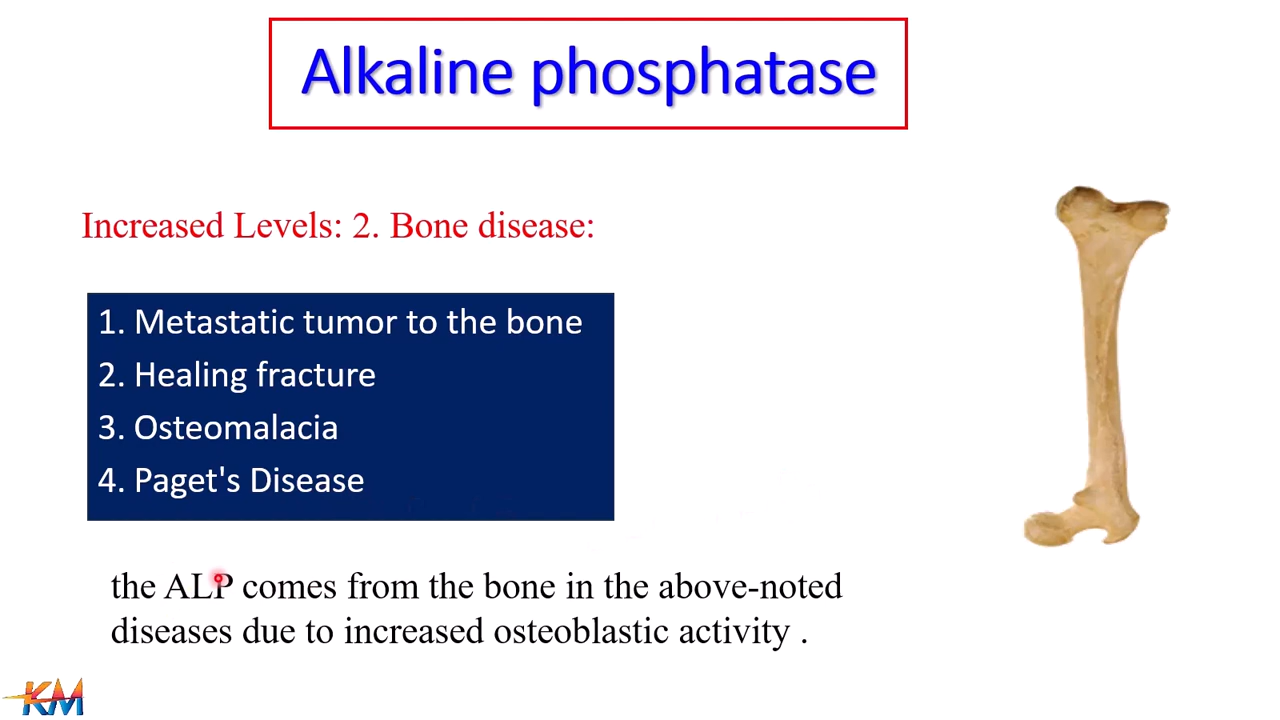 Alkaline phosphatase
Increased Levels: 2. Bone disease:
1. Metastatic tumor to the bone
2. Healing fracture
3. Osteomalacia
4. Paget's Disease
the ALP comes from the bone in the above-noted
diseases due to increased osteoblastic activity .
KM